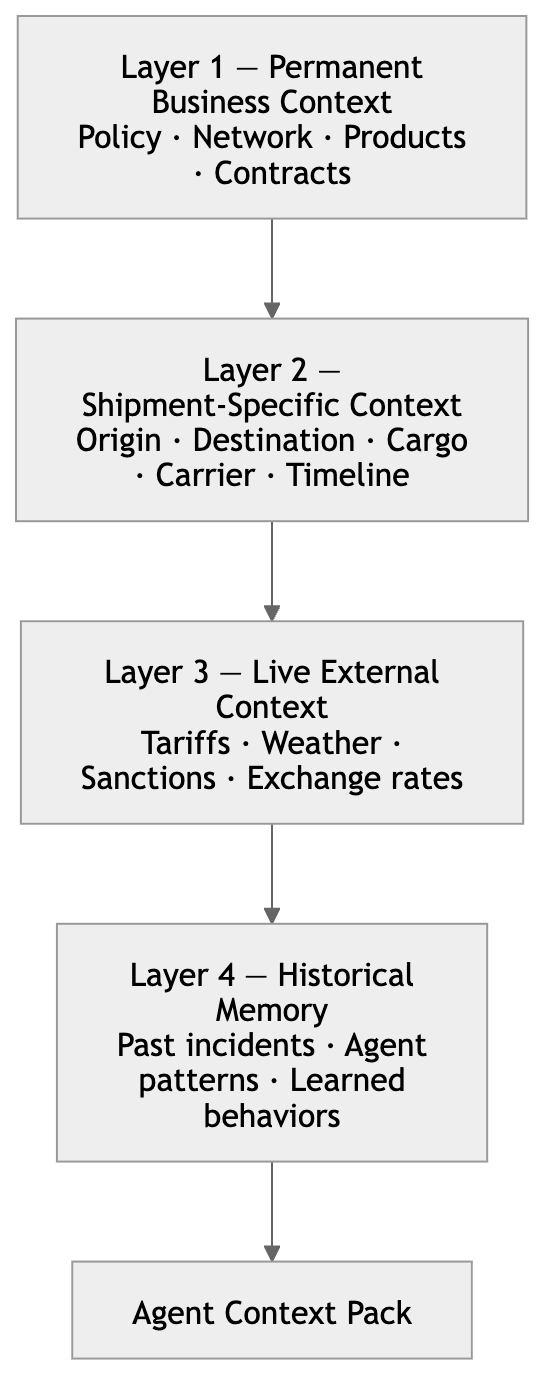 Layer 1 — Permanent
Business Context
Policy · Network · Products
· Contracts
Layer 2 —
Shipment-Specific Context
Origin · Destination · Cargo
· Carrier · Timeline
Layer 3 — Live External
Context
Tariffs · Weather ·
Sanctions · Exchange rates
Layer 4 — Historical
Memory
Past incidents · Agent
patterns · Learned
behaviors
Agent Context Pack